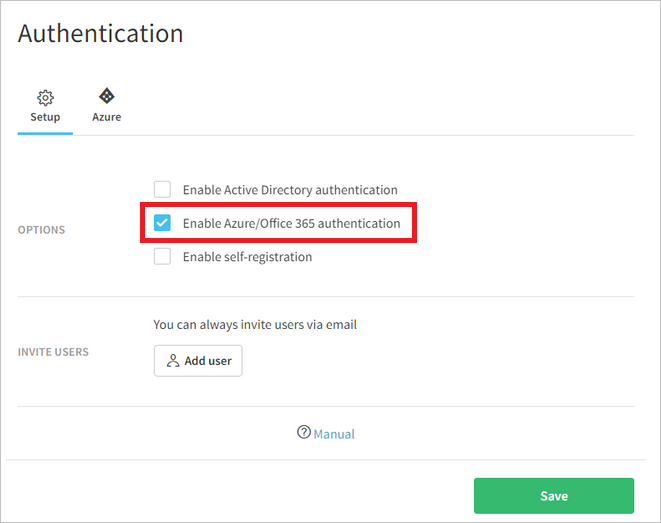 Authentication
Setup
Azure
OPTIONS
Enable Active Directory authentication
Enable Azure/Office 365 authentication
Enable self-registration
INVITE USERS
You can always invite users via email
Add user
Manual
Save